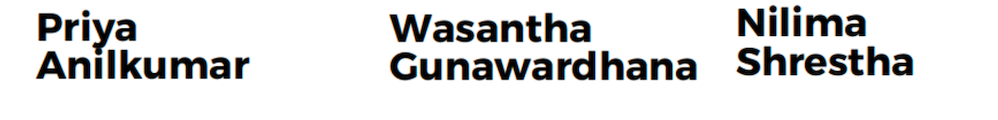 Priya
Anilkumar
Wasantha
Gunawardhana
Nilima
Shrestha